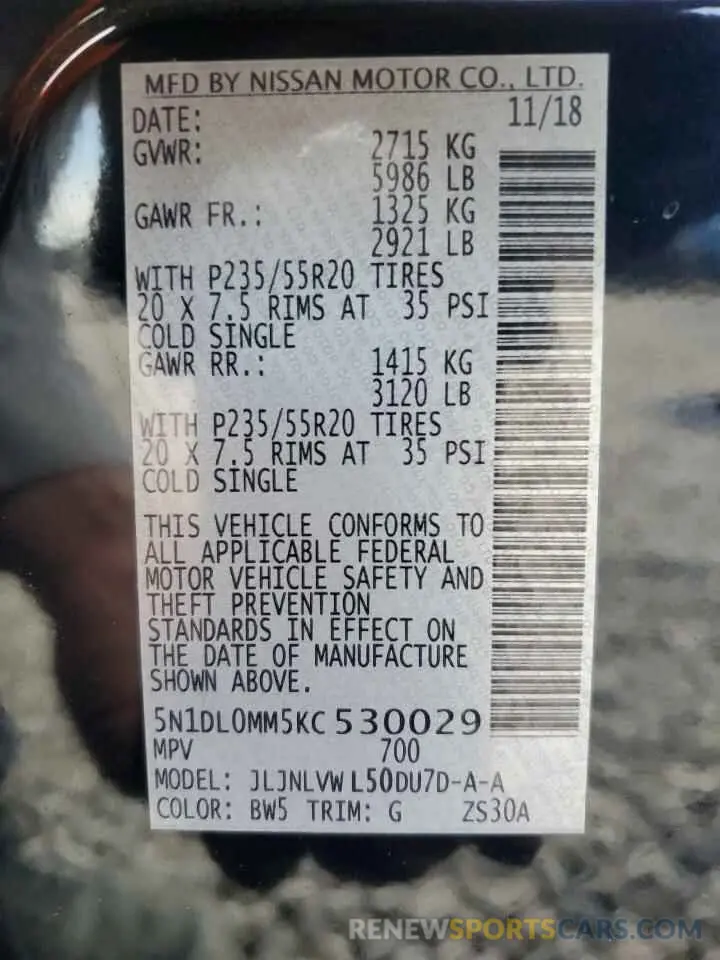 MFD BY NISSAN MOTOR CO., LTD.
DATE: 11/18
GVWR: 2715 KG
5986 LB
GAWR FR.: 1325 KG
2921 LB
WITH P235/55R20 TIRES
20 X 7.5 RIMS AT 35 PSI
COLD SINGLE
GAWR RR.: 1415 KG
3120 LB
WITH P235/55R20 TIRES
20 X 7.5 RIMS AT 35 PSI
COLD SINGLE
THIS VEHICLE CONFORMS TO
ALL APPLICABLE FEDERAL
MOTOR VEHICLE SAFETY AND
THEFT PREVENTION
STANDARDS IN EFFECT ON
THE DATE OF MANUFACTURE
SHOWN ABOVE.
5N1DL0MM5KC 530029
MPV 700
MODEL: JLJNLVW L50DU7D-A-A
COLOR: BW5 TRIM: G ZS30A
RENEWSPORTSCARS.COM